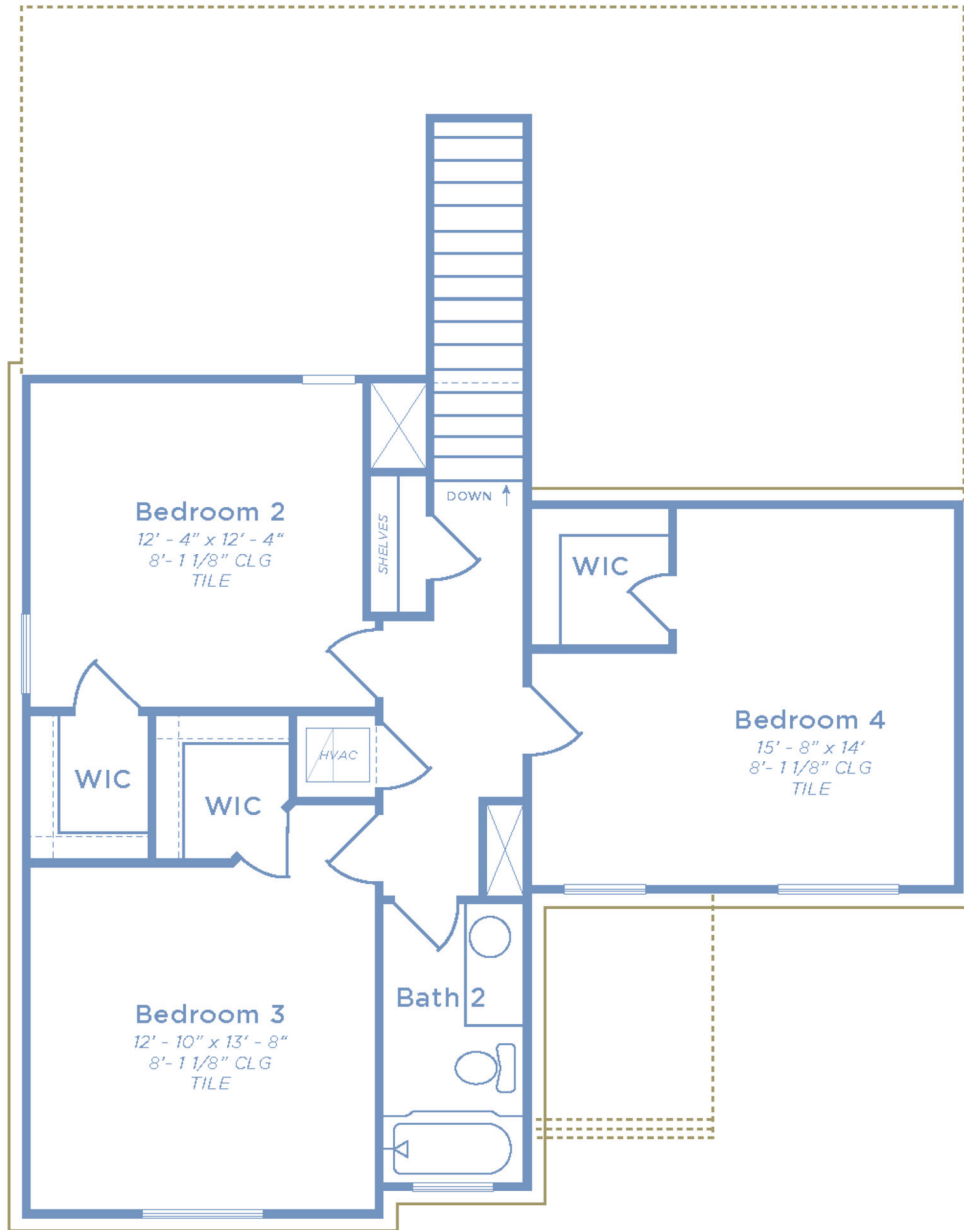 DOWN
Bedroom 2
12' - 4" x 12' - 4"
8'- 1 1/8" CLG
TILE
SHELVES
WIC
Bedroom 4
15' - 8" x 14'
8'- 1 1/8" CLG
TILE
WIC
WIC
HVAC
Bath 2
Bedroom 3
12' - 10" x 13' - 8"
8'- 1 1/8" CLG
TILE